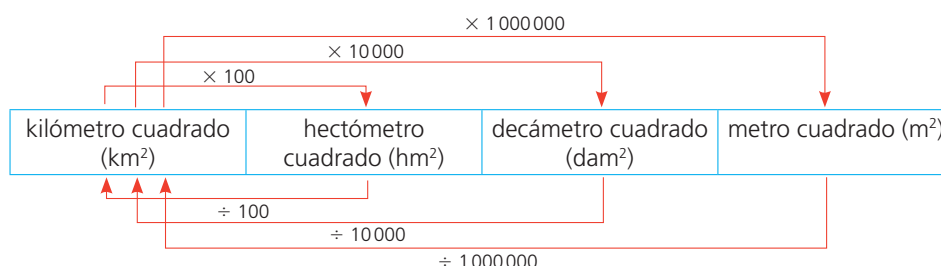 × 1 000 000
× 10 000
× 100
kilómetro cuadrado (km²)
hectómetro cuadrado (hm²)
decámetro cuadrado (dam²)
metro cuadrado (m²)
÷ 100
÷ 10 000
÷ 1 000 000